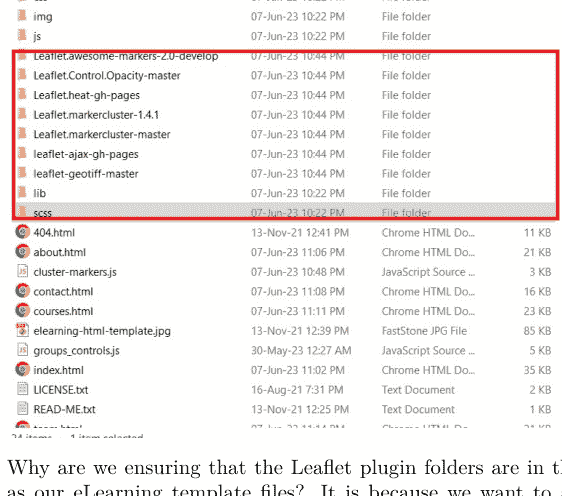 img 07-Jun-23 10:22 PM File folder
js 07-Jun-23 10:22 PM File folder
Leaflet.awesome-markers-2.0-develop 07-Jun-23 10:44 PM File folder
Leaflet.Control.Opacity-master 07-Jun-23 10:44 PM File folder
Leaflet.heat-gh-pages 07-Jun-23 10:44 PM File folder
Leaflet.markercluster-1.4.1 07-Jun-23 10:44 PM File folder
Leaflet.markercluster-master 07-Jun-23 10:44 PM File folder
leaflet-ajax-gh-pages 07-Jun-23 10:44 PM File folder
leaflet-geotiff-master 07-Jun-23 10:44 PM File folder
lib 07-Jun-23 10:22 PM File folder
scss 07-Jun-23 10:22 PM File folder
404.html 13-Nov-21 12:41 PM Chrome HTML Do... 11 KB
about.html 07-Jun-23 11:06 PM Chrome HTML Do... 21 KB
cluster-markers.js 07-Jun-23 10:48 PM JavaScript Source ... 3 KB
contact.html 07-Jun-23 11:08 PM Chrome HTML Do... 16 KB
courses.html 07-Jun-23 11:11 PM Chrome HTML Do... 23 KB
elearning-html-template.jpg 13-Nov-21 12:39 PM FastStone JPG File 85 KB
groups_controls.js 30-May-23 12:27 AM JavaScript Source ... 5 KB
index.html 07-Jun-23 11:02 PM Chrome HTML Do... 35 KB
LICENSE.txt 16-Aug-21 7:31 PM Text Document 2 KB
READ-ME.txt 13-Nov-21 12:25 PM Text Document 1 KB
Why are we ensuring that the Leaflet plugin folders are in
as our eLearning template files? It is because we want to